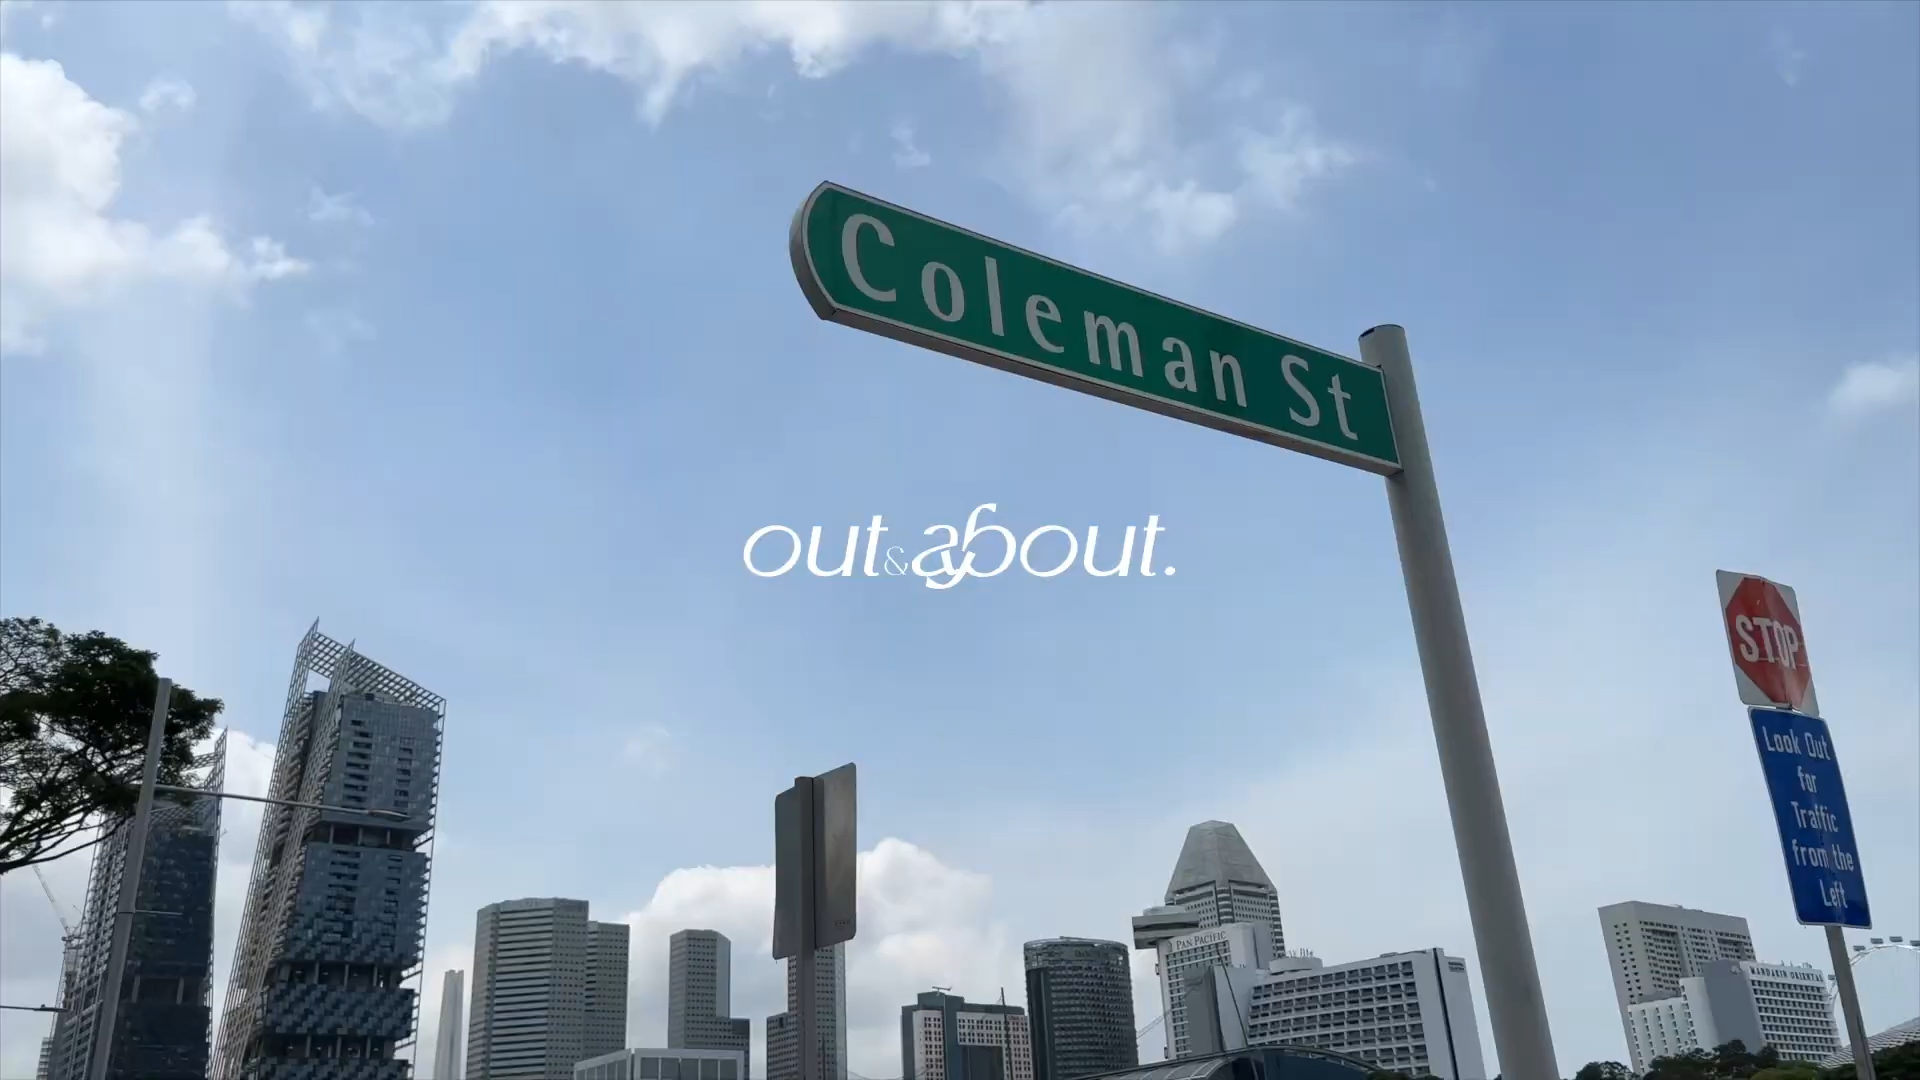 Coleman St
out&about.
STOP
Look Out
for
Traffic
from the
Left
PAN PACIFIC
MANDARIN ORIENTAL